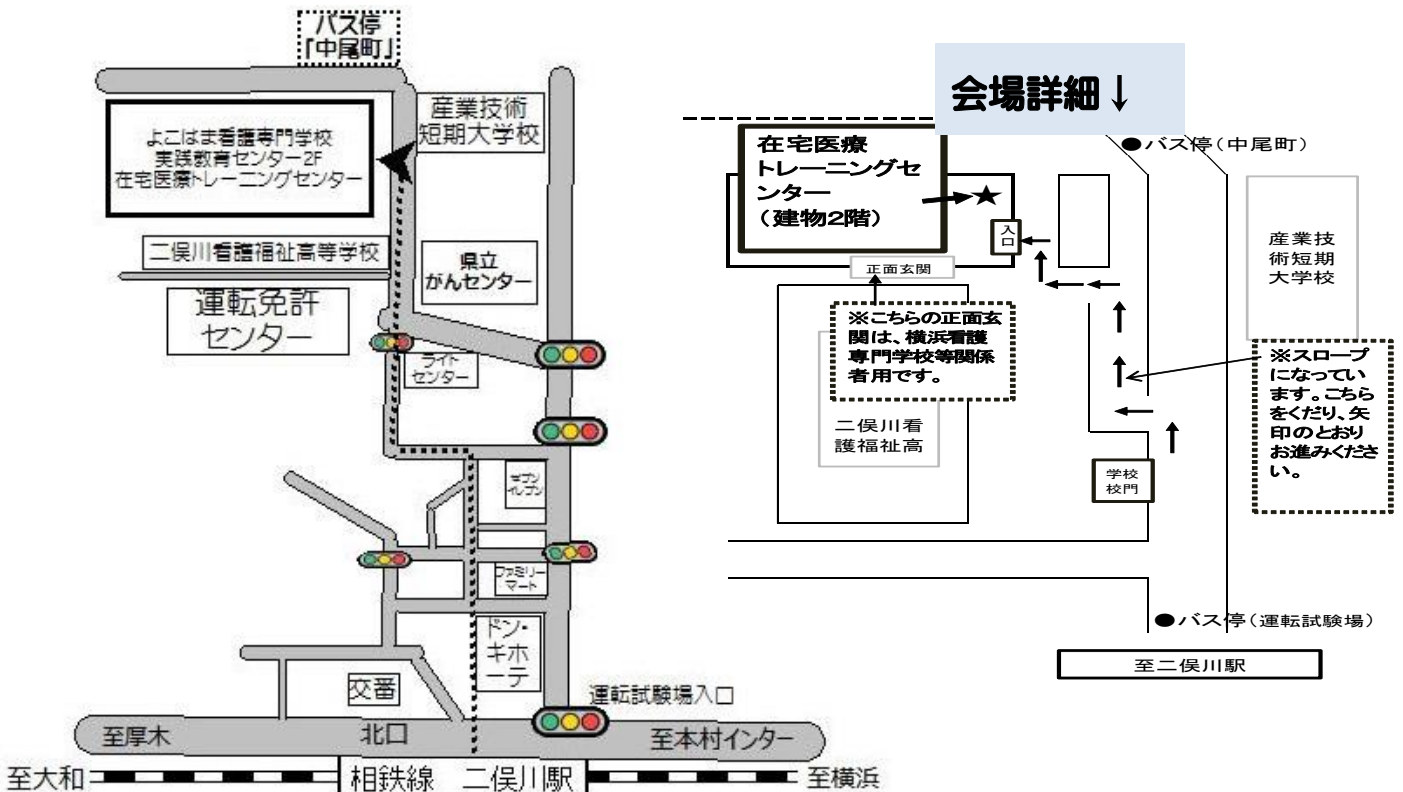 バス停
「中尾町」
産業技術
短期大学校
よこはま看護専門学校
実践教育センター2F
在宅医療トレーニングセンター
二俣川看護福祉高等学校
県立
がんセンター
運転免許
センター
ライト
センター
セブン
イレブン
ファミリー
マート
ドン・
キホ
ーテ
交番
運転試験場入口
至厚木
北口
至本村インター
至大和
相鉄線 二俣川駅
至横浜
会場詳細↓
在宅医療
トレーニングセ
ンター
(建物2階)
●バス停(中尾町)
入口
正面玄関
産業技
術短期
大学校
※こちらの正面玄
関は、横浜看護
専門学校等関係
者用です。
二俣川看
護福祉高
※スロープ
になってい
ます。こちら
をくだり、矢
印のとおり
お進みくださ
い。
学校
校門
●バス停(運転試験場)
至二俣川駅